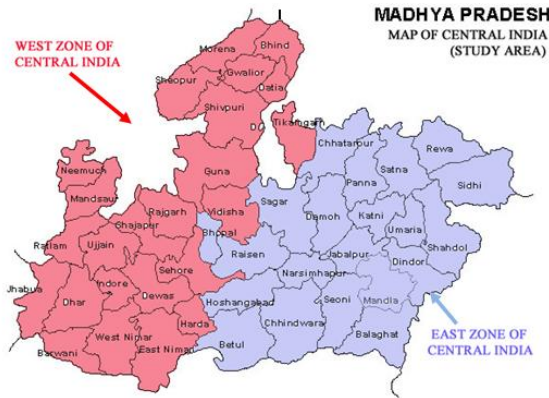 MADHYA PRADESH
MAP OF CENTRAL INDIA
(STUDY AREA)
WEST ZONE OF
CENTRAL INDIA
Morena
Bhind
Gwalior
Sheopur
Datia
Shivpuri
Tikamgarh
Chhatarpur
Rewa
Satna
Neemuch
Guna
Panna
Sidhi
Mandsaur
Rajgarh
Vidisha
Sagar
Damoh
Katni
Umaria
Shajapur
Bhopal
Ratlam
Ujjain
Raisen
Jabalpur
Shahdol
Dindor
Sehore
Narsimhapur
Jhabua
Indore
Dhar
Dewas
Hoshangabad
Seoni
Mandla
Harda
Chhindwara
West Nimar
East Nimar
Betul
Balaghat
Barwani
EAST ZONE OF
CENTRAL INDIA